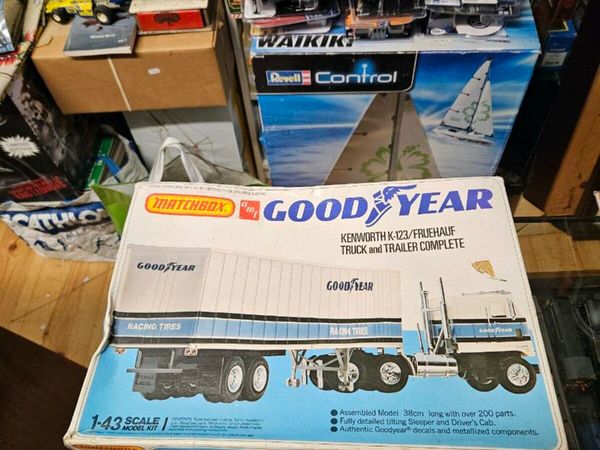 WAIKIKI
Revell Control
MATCHBOX amt GOODYEAR
KENWORTH K-123/FRUEHAUF
TRUCK and TRAILER COMPLETE
GOODYEAR
GOODYEAR
GOODYEAR
RACING TIRES
RACING TIRES
1-43 SCALE
MODEL KIT
Assembled Model 38cm long with over 200 parts.
Fully detailed tilting Sleeper and Driver's Cab.
Authentic Goodyear® decals and metallized components.